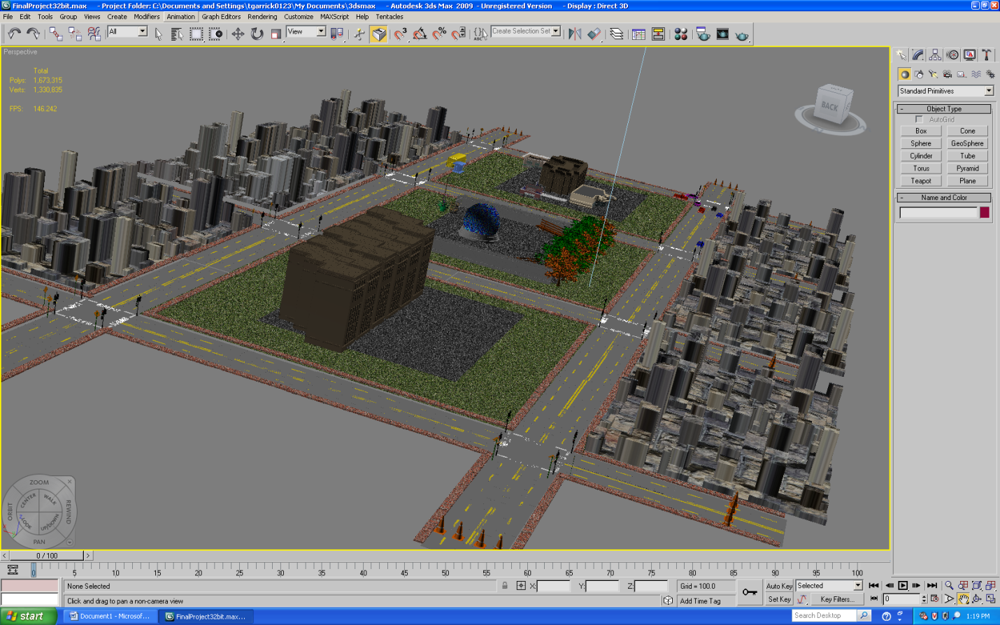 FinalProject32bit.max - Project Folder: C:\Documents and Settings\tgarrick0123\My Documents\3dsmax - Autodesk 3ds Max 2009 - Unregistered Version - Display : Direct 3D
File Edit Tools Group Views Create Modifiers Animation Graph Editors Rendering Customize MAXScript Help Tentacles
All View Create Selection Set
Perspective
Total
Polys: 1,673,315
Verts: 1,330,835
FPS: 146.242
BACK
Standard Primitives
- Object Type
AutoGrid
Box Cone
Sphere GeoSphere
Cylinder Tube
Torus Pyramid
Teapot Plane
- Name and Color
ZOOM
CENTER WALK
ORBIT REWIND
LOOK UP/DOWN
PAN
< 0 / 100 >
0 5 10 15 20 25 30 35 40 45 50 55 60 65 70 75 80 85 90 95 100
None Selected X: Y: Z: Grid = 100.0 Auto Key Selected
Click and drag to pan a non-camera view Add Time Tag Set Key Key Filters... 0
start Document1 - Microsof... FinalProject32bit.max... Search Desktop 1:19 PM